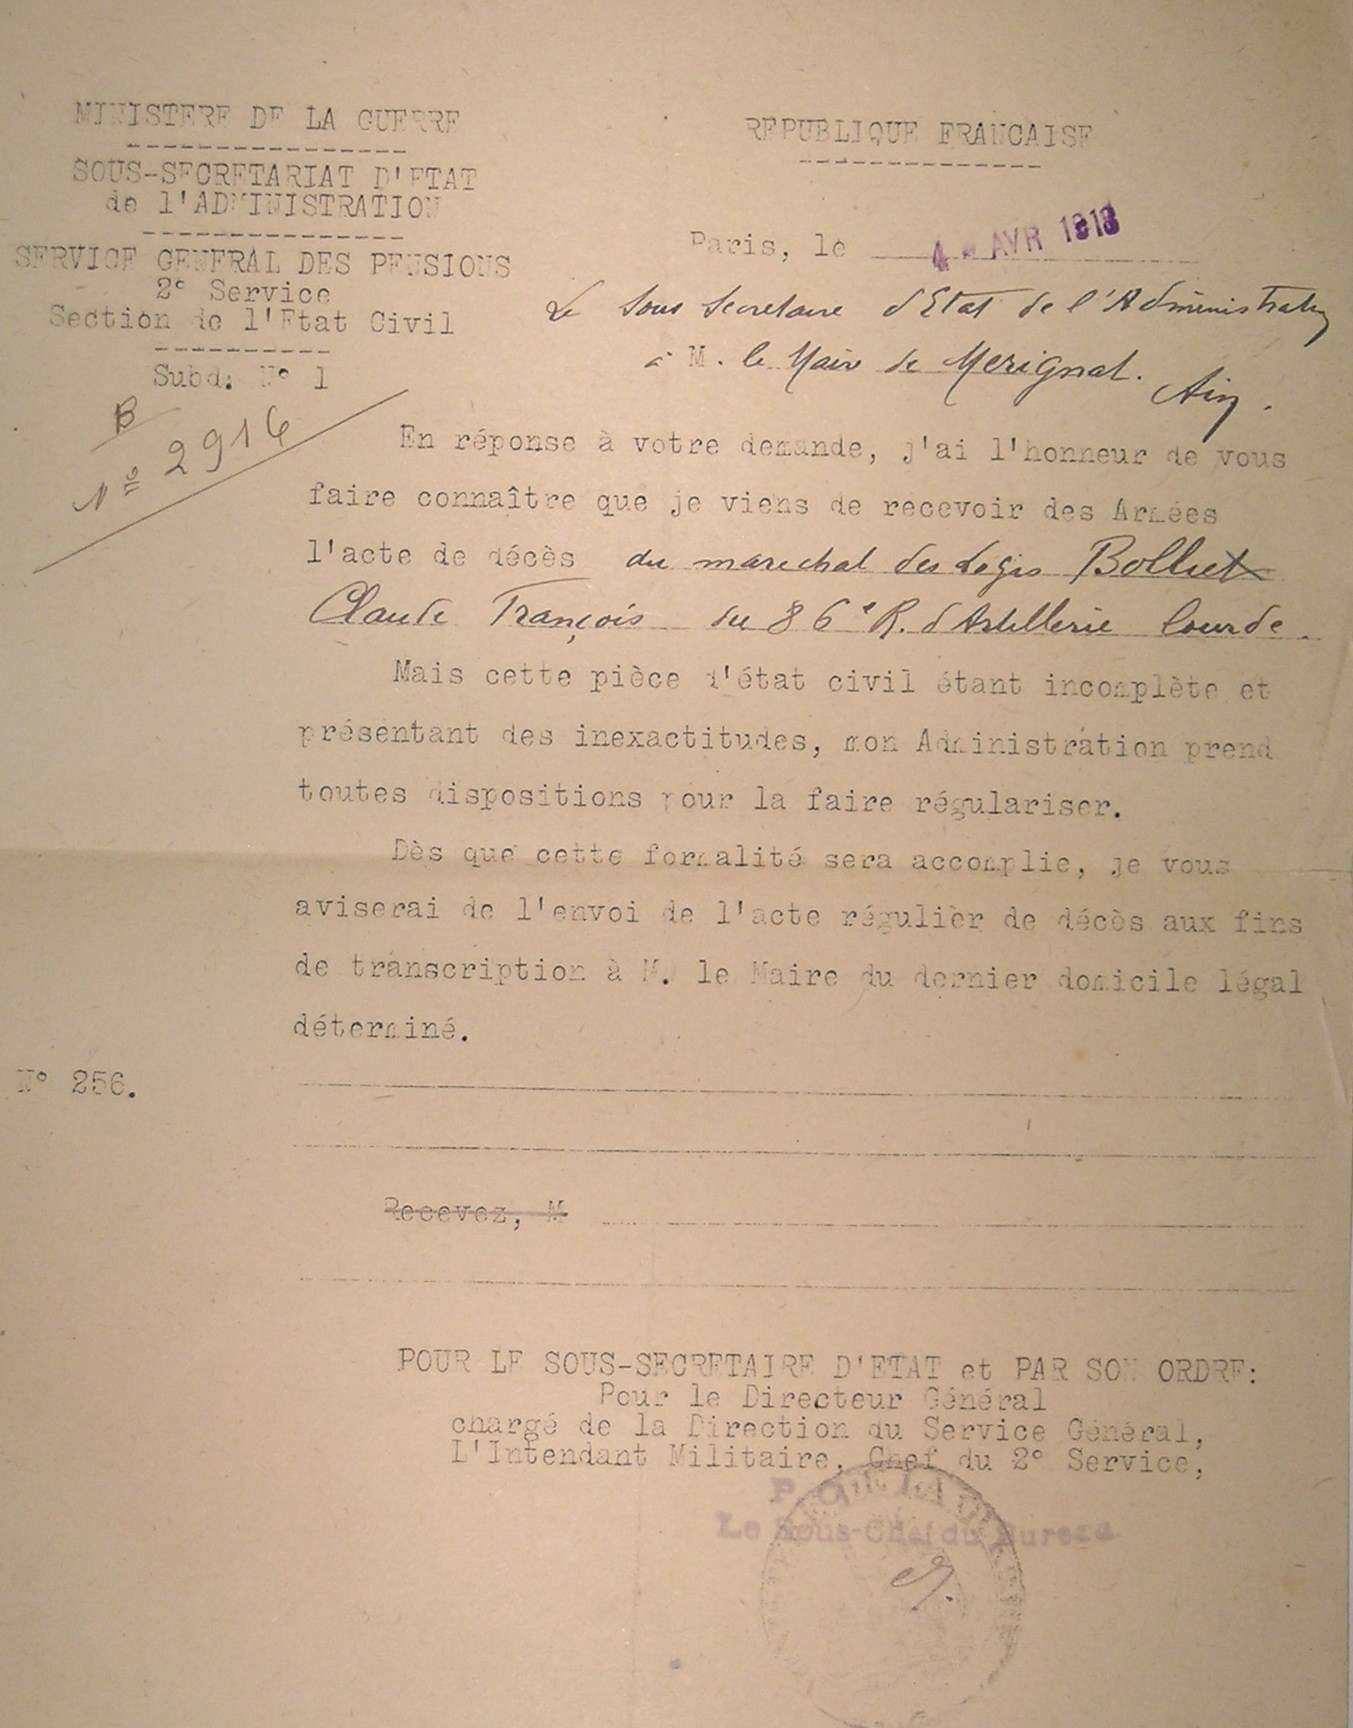 MINISTERE DE LA GUERRE
REPUBLIQUE FRANCAISE
SOUS-SECRETARIAT D'ETAT
de l'ADMINISTRATION
SERVICE GENERAL DES PENSIONS
2° Service
Section de l'Etat Civil
Subd: N° 1
Paris, le 4 AVR 1918
Le Sous Secretaire d'Etat de l'Administration
à M. le Maire de Merignat.
Ain.
B
Nº 2916
En réponse à votre demande, j'ai l'honneur de vous
faire connaître que je viens de recevoir des Armées
l'acte de décès du marechal des Logis Bolliet
Claude François du 86e R. d'Artillerie lourde.
Mais cette pièce d'état civil étant incomplète et
présentant des inexactitudes, mon Administration prend
toutes dispositions pour la faire régulariser.
Dès que cette formalité sera accomplie, je vous
aviserai de l'envoi de l'acte régulièr de décès aux fins
de transcription à M. le Maire du dernier domicile légal
déterminé.
N° 256.
Recevez, M
POUR LE SOUS-SECRETAIRE D'ETAT et PAR SON ORDRE:
Pour le Directeur Général
chargé de la Direction du Service Général,
L'Intendant Militaire, Chef du 2° Service,
Le Sous-Chef du Bureau